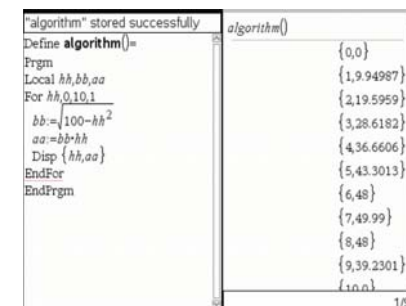 "algorithm" stored successfully
Define algorithm()=
Prgm
Local hh,bb,aa
For hh,0,10,1
bb:=√100-hh²
aa:=bb·hh
Disp {hh,aa}
EndFor
EndPrgm
algorithm()
{0,0}
{1,9.94987}
{2,19.5959}
{3,28.6182}
{4,36.6606}
{5,43.3013}
{6,48}
{7,49.99}
{8,48}
{9,39.2301}
{10,0}